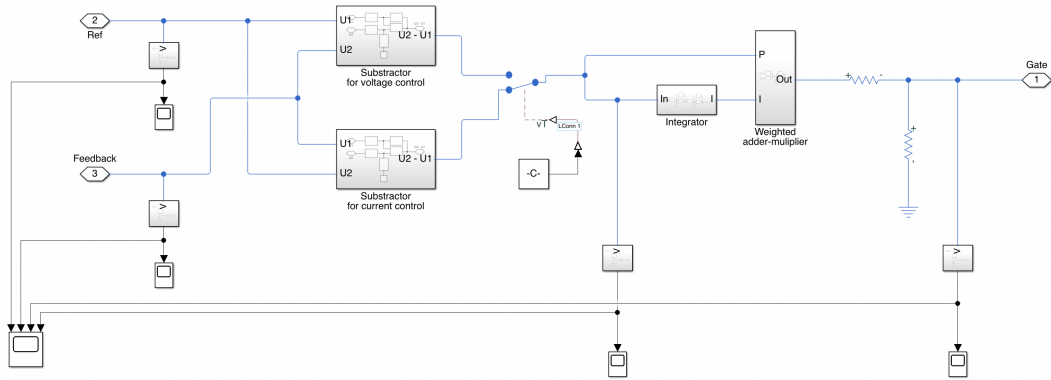 2
Ref
V
U1
U2
U2 - U1
Substractor
for voltage control
Feedback
3
V
U1
U2
U2 - U1
Substractor
for current control
vT
LConn 1
-C-
In
I
Integrator
P
I
Out
Weighted
adder-muliplier
+
-
+
-
Gate
1
V
V